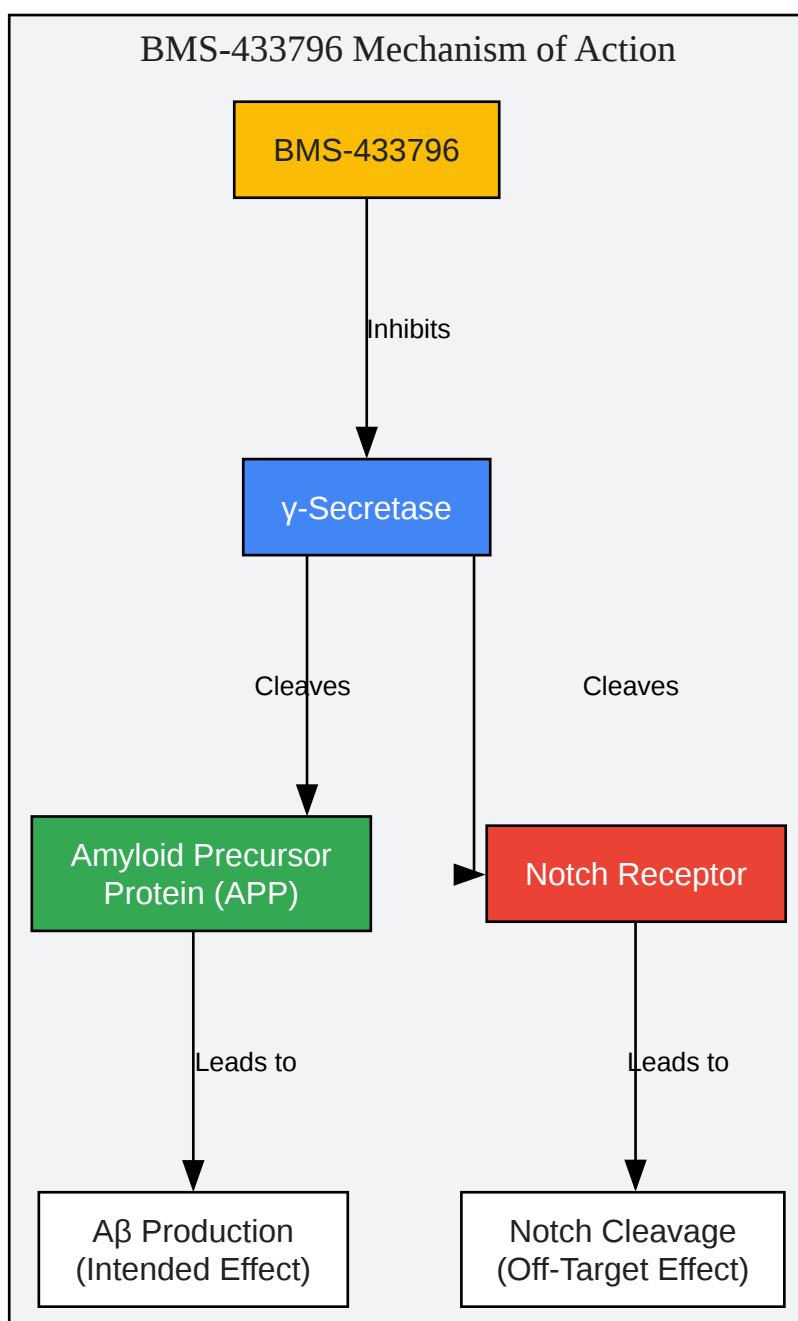 BMS-433796 Mechanism of Action
BMS-433796
Inhibits
γ-Secretase
Cleaves
Cleaves
Amyloid Precursor
Protein (APP)
Notch Receptor
Leads to
Leads to
Aβ Production
(Intended Effect)
Notch Cleavage
(Off-Target Effect)